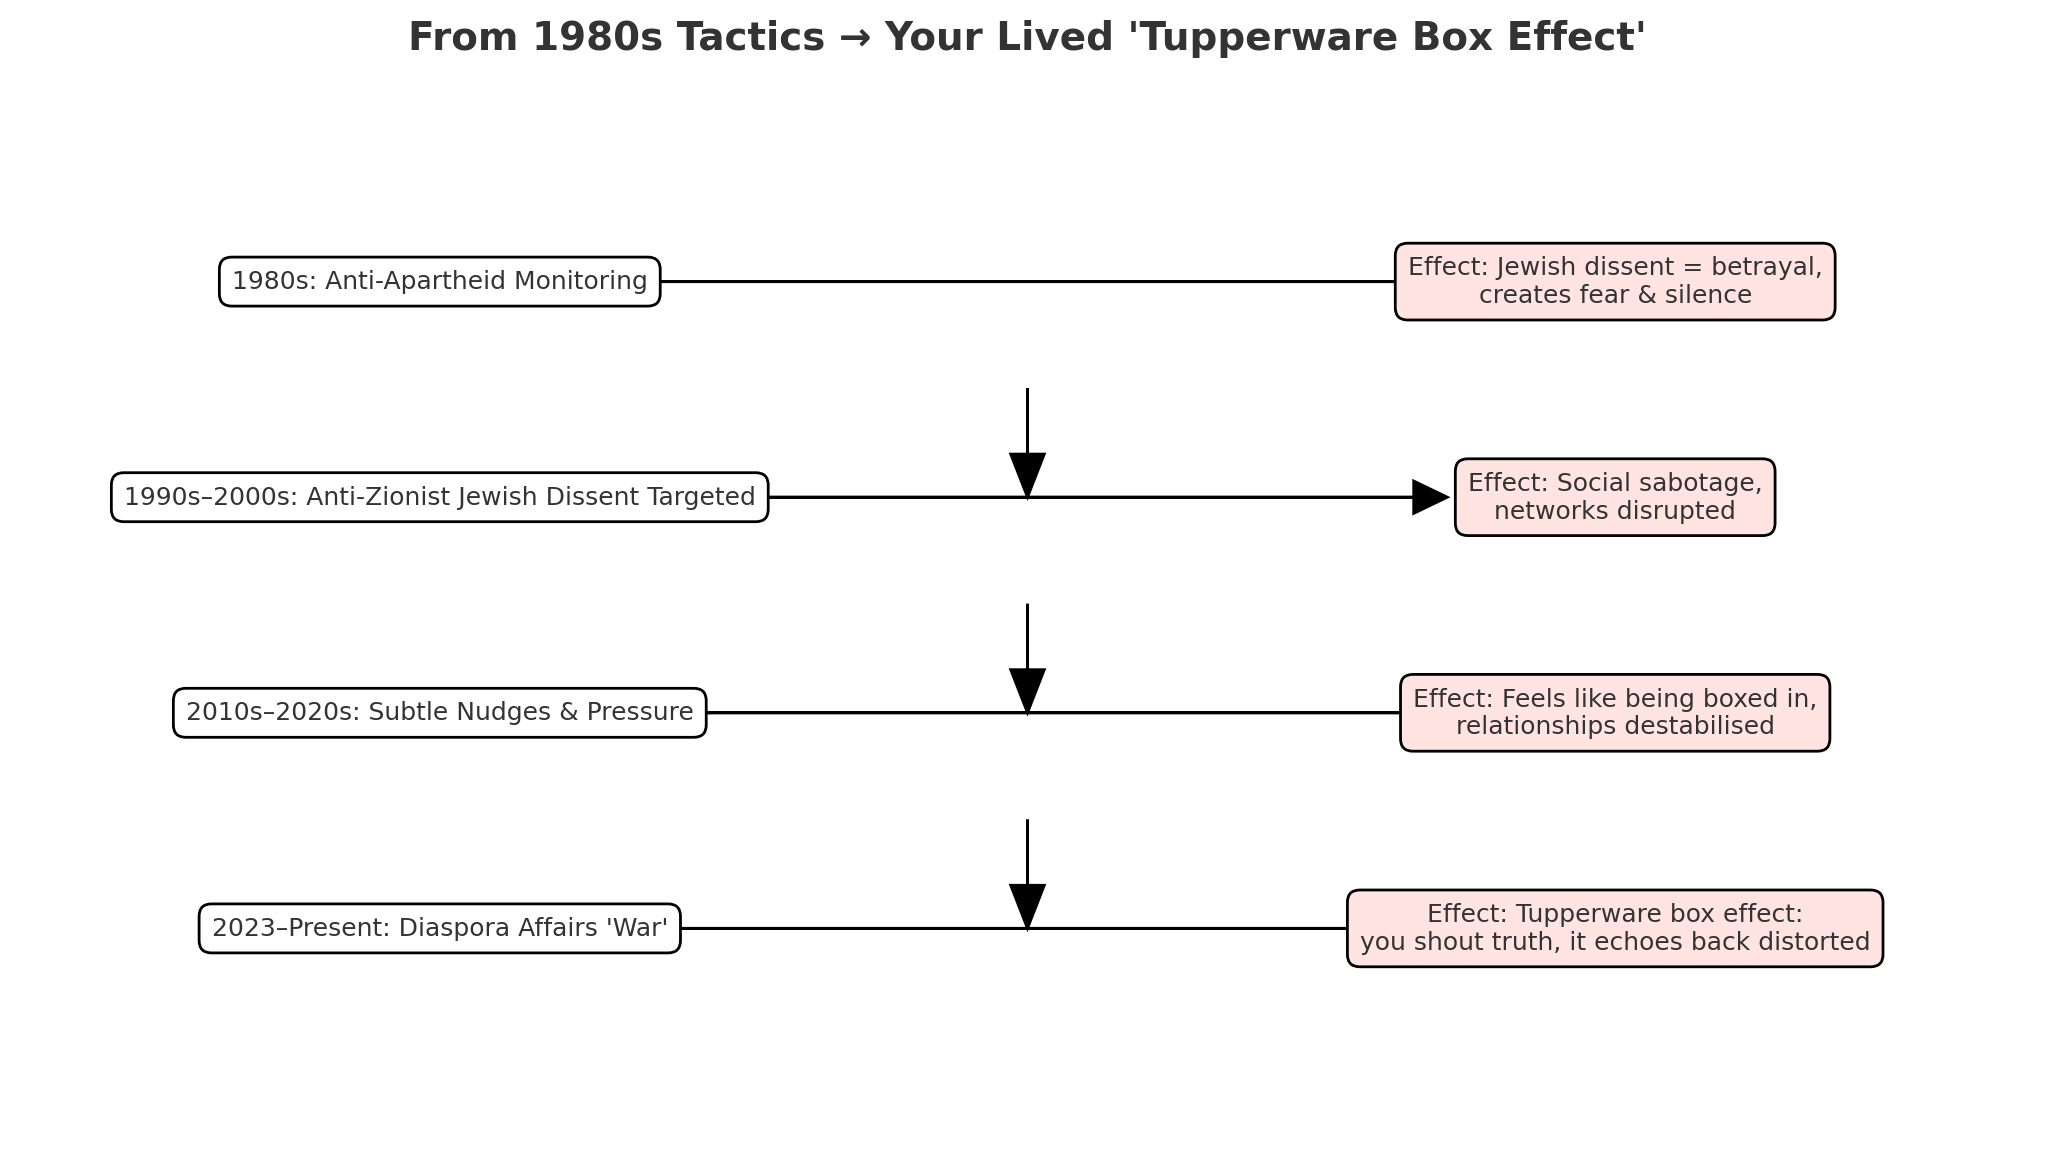 From 1980s Tactics → Your Lived 'Tupperware Box Effect'
1980s: Anti-Apartheid Monitoring
Effect: Jewish dissent = betrayal,
creates fear & silence
1990s–2000s: Anti-Zionist Jewish Dissent Targeted
Effect: Social sabotage,
networks disrupted
2010s–2020s: Subtle Nudges & Pressure
Effect: Feels like being boxed in,
relationships destabilised
2023–Present: Diaspora Affairs 'War'
Effect: Tupperware box effect:
you shout truth, it echoes back distorted